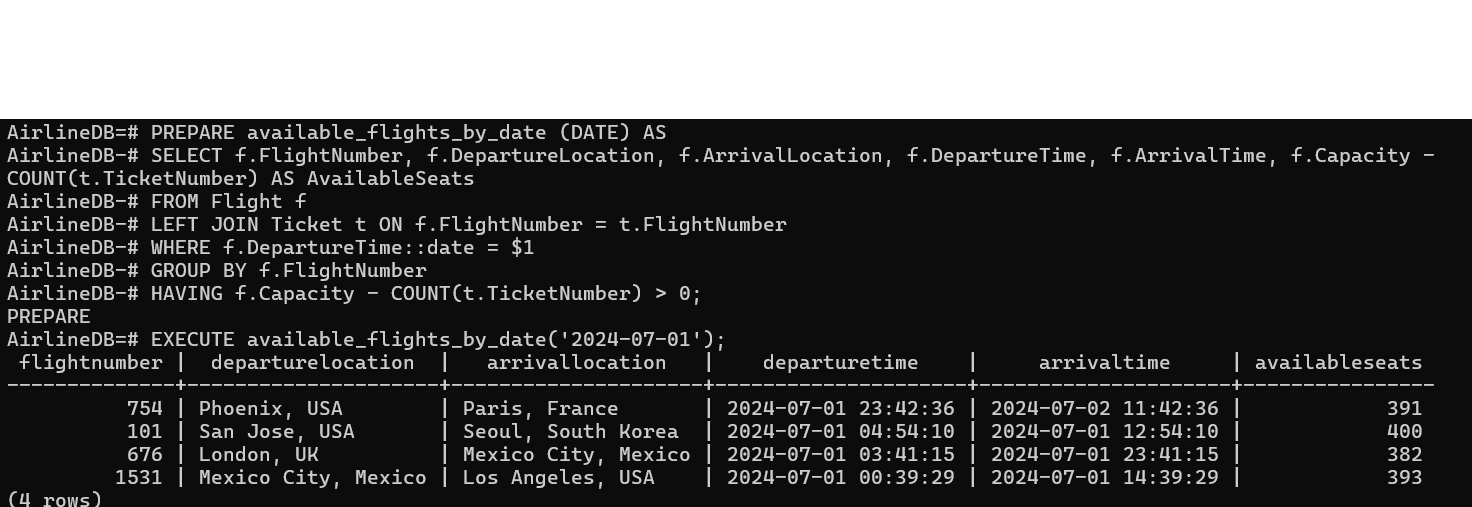 AirlineDB=# PREPARE available_flights_by_date (DATE) AS
AirlineDB-# SELECT f.FlightNumber, f.DepartureLocation, f.ArrivalLocation, f.DepartureTime, f.ArrivalTime, f.Capacity -
COUNT(t.TicketNumber) AS AvailableSeats
AirlineDB-# FROM Flight f
AirlineDB-# LEFT JOIN Ticket t ON f.FlightNumber = t.FlightNumber
AirlineDB-# WHERE f.DepartureTime::date = $1
AirlineDB-# GROUP BY f.FlightNumber
AirlineDB-# HAVING f.Capacity - COUNT(t.TicketNumber) > 0;
PREPARE
AirlineDB=# EXECUTE available_flights_by_date('2024-07-01');
 flightnumber |  departurelocation  |   arrivallocation   |    departuretime    |     arrivaltime     | availableseats
--------------+---------------------+---------------------+---------------------+---------------------+----------------
          754 | Phoenix, USA        | Paris, France       | 2024-07-01 23:42:36 | 2024-07-02 11:42:36 |            391
          101 | San Jose, USA       | Seoul, South Korea  | 2024-07-01 04:54:10 | 2024-07-01 12:54:10 |            400
          676 | London, UK          | Mexico City, Mexico | 2024-07-01 03:41:15 | 2024-07-01 23:41:15 |            382
         1531 | Mexico City, Mexico | Los Angeles, USA    | 2024-07-01 00:39:29 | 2024-07-01 14:39:29 |            393
(4 rows)